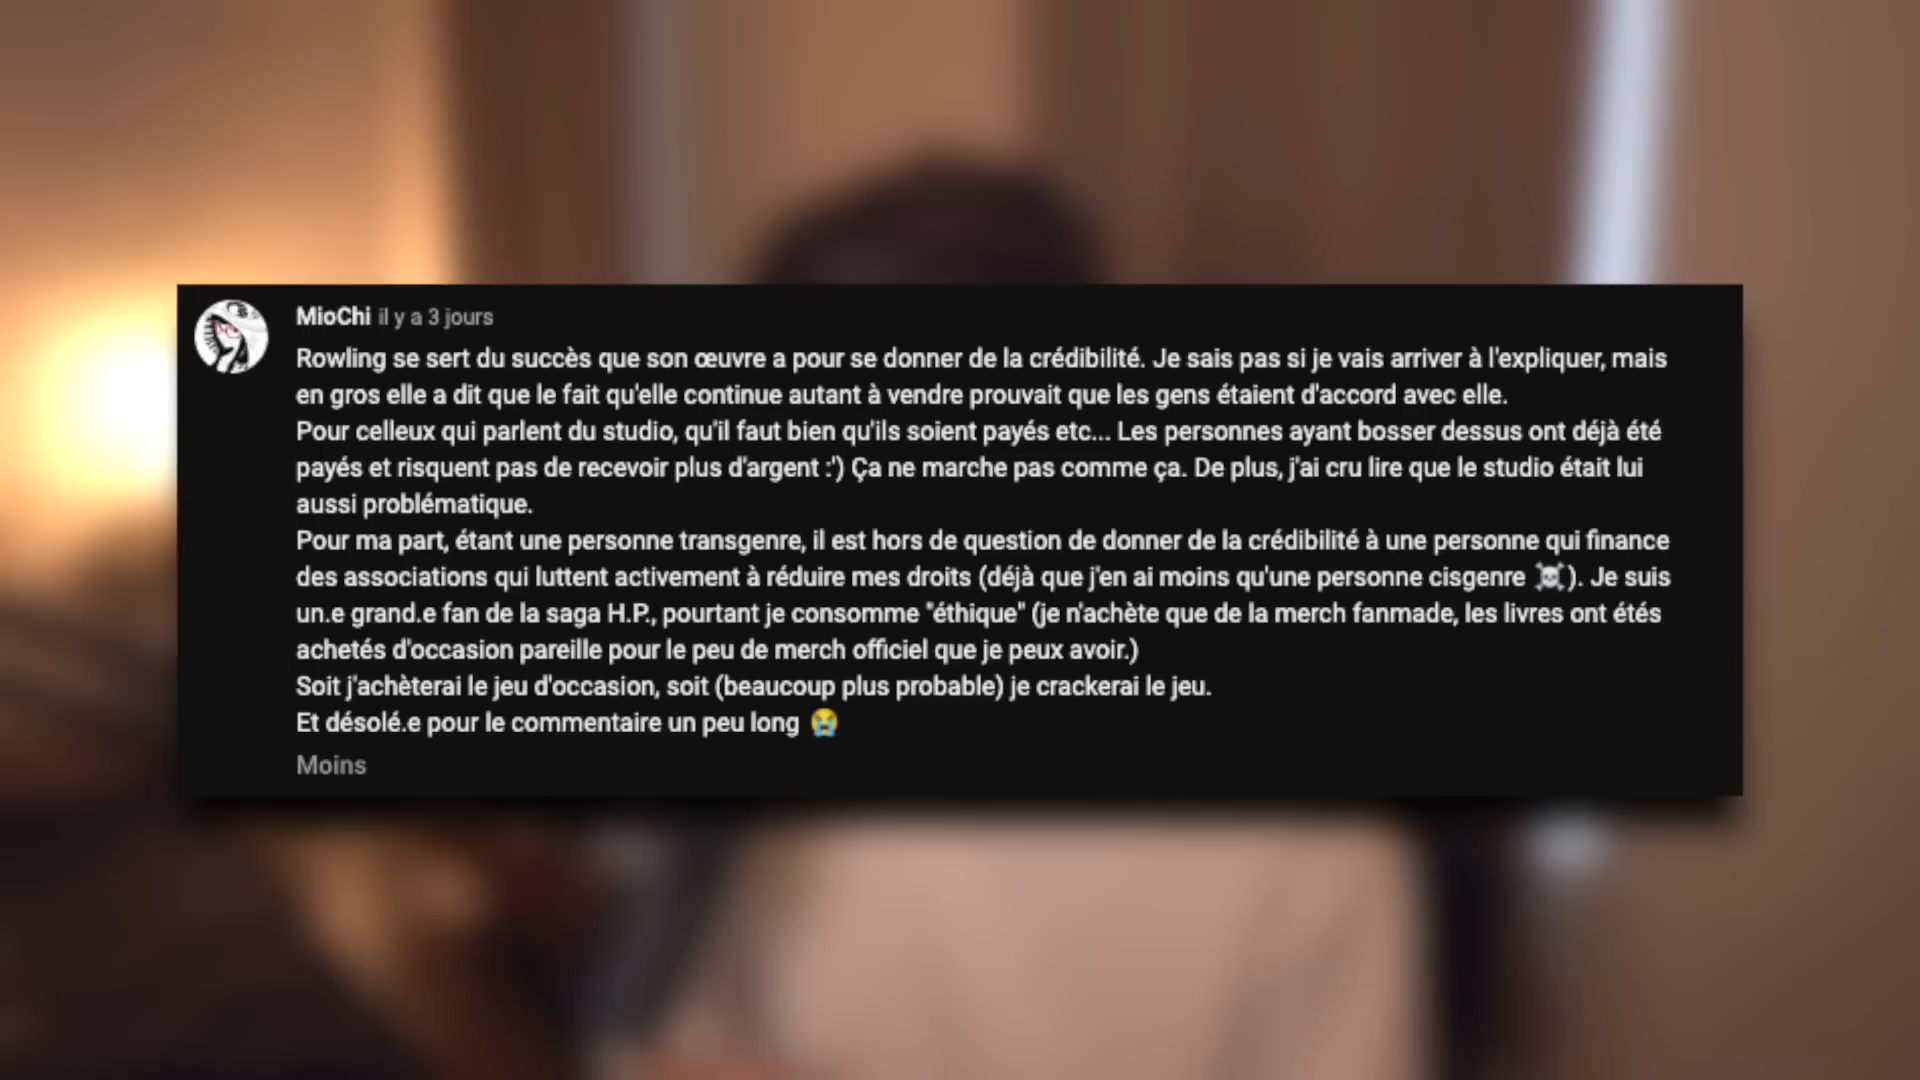 MioChi il y a 3 jours
Rowling se sert du succès que son œuvre a pour se donner de la crédibilité. Je sais pas si je vais arriver à l'expliquer, mais
en gros elle a dit que le fait qu'elle continue autant à vendre prouvait que les gens étaient d'accord avec elle.
Pour celleux qui parlent du studio, qu'il faut bien qu'ils soient payés etc... Les personnes ayant bosser dessus ont déjà été
payés et risquent pas de recevoir plus d'argent :') Ça ne marche pas comme ça. De plus, j'ai cru lire que le studio était lui
aussi problématique.
Pour ma part, étant une personne transgenre, il est hors de question de donner de la crédibilité à une personne qui finance
des associations qui luttent activement à réduire mes droits (déjà que j'en ai moins qu'une personne cisgenre ☠️). Je suis
un.e grand.e fan de la saga H.P., pourtant je consomme "éthique" (je n'achète que de la merch fanmade, les livres ont étés
achetés d'occasion pareille pour le peu de merch officiel que je peux avoir.)
Soit j'achèterai le jeu d'occasion, soit (beaucoup plus probable) je crackerai le jeu.
Et désolé.e pour le commentaire un peu long 😭
Moins